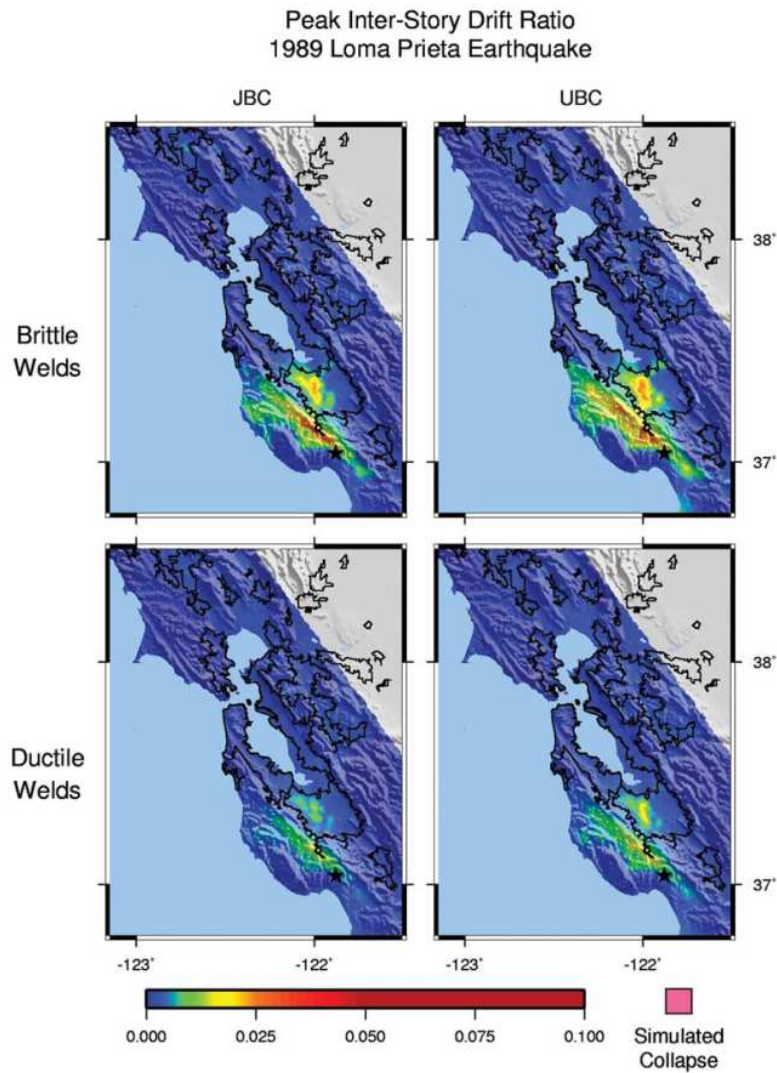 Peak Inter-Story Drift Ratio
1989 Loma Prieta Earthquake
JBC
UBC
Brittle
Welds
38˚
37˚
Ductile
Welds
38˚
37˚
-123˚
-122˚
-123˚
-122˚
0.000
0.025
0.050
0.075
0.100
Simulated
Collapse